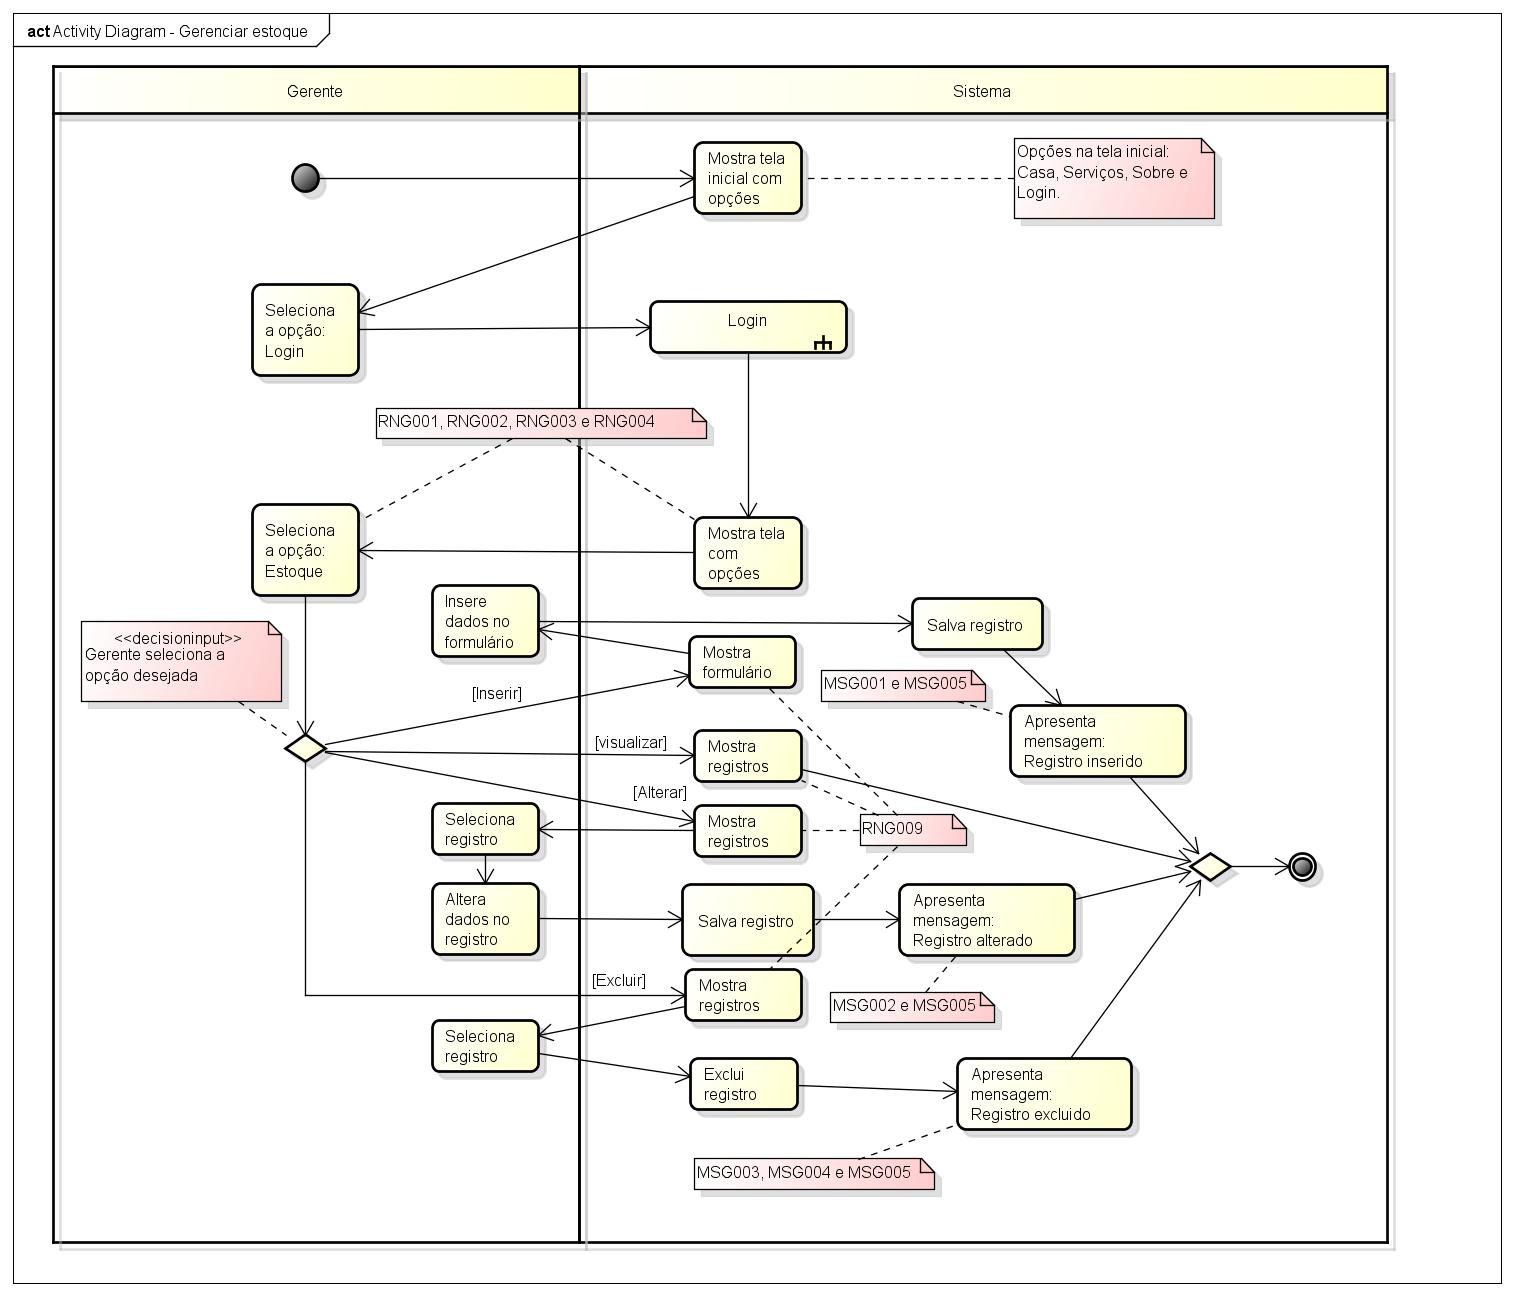 act Activity Diagram - Gerenciar estoque
Gerente
Sistema
Mostra tela
inicial com
opções
Opções na tela inicial:
Casa, Serviços, Sobre e
Login.
Seleciona
a opção:
Login
Login
RNG001, RNG002, RNG003 e RNG004
Seleciona
a opção:
Estoque
Mostra tela
com
opções
Insere
dados no
formulário
Salva registro
<<decisioninput>>
Gerente seleciona a
opção desejada
Mostra
formulário
MSG001 e MSG005
[Inserir]
Apresenta
mensagem:
Registro inserido
[visualizar]
Mostra
registros
[Alterar]
Seleciona
registro
Mostra
registros
RNG009
Altera
dados no
registro
Salva registro
Apresenta
mensagem:
Registro alterado
[Excluir]
Mostra
registros
MSG002 e MSG005
Seleciona
registro
Exclui
registro
Apresenta
mensagem:
Registro excluido
MSG003, MSG004 e MSG005